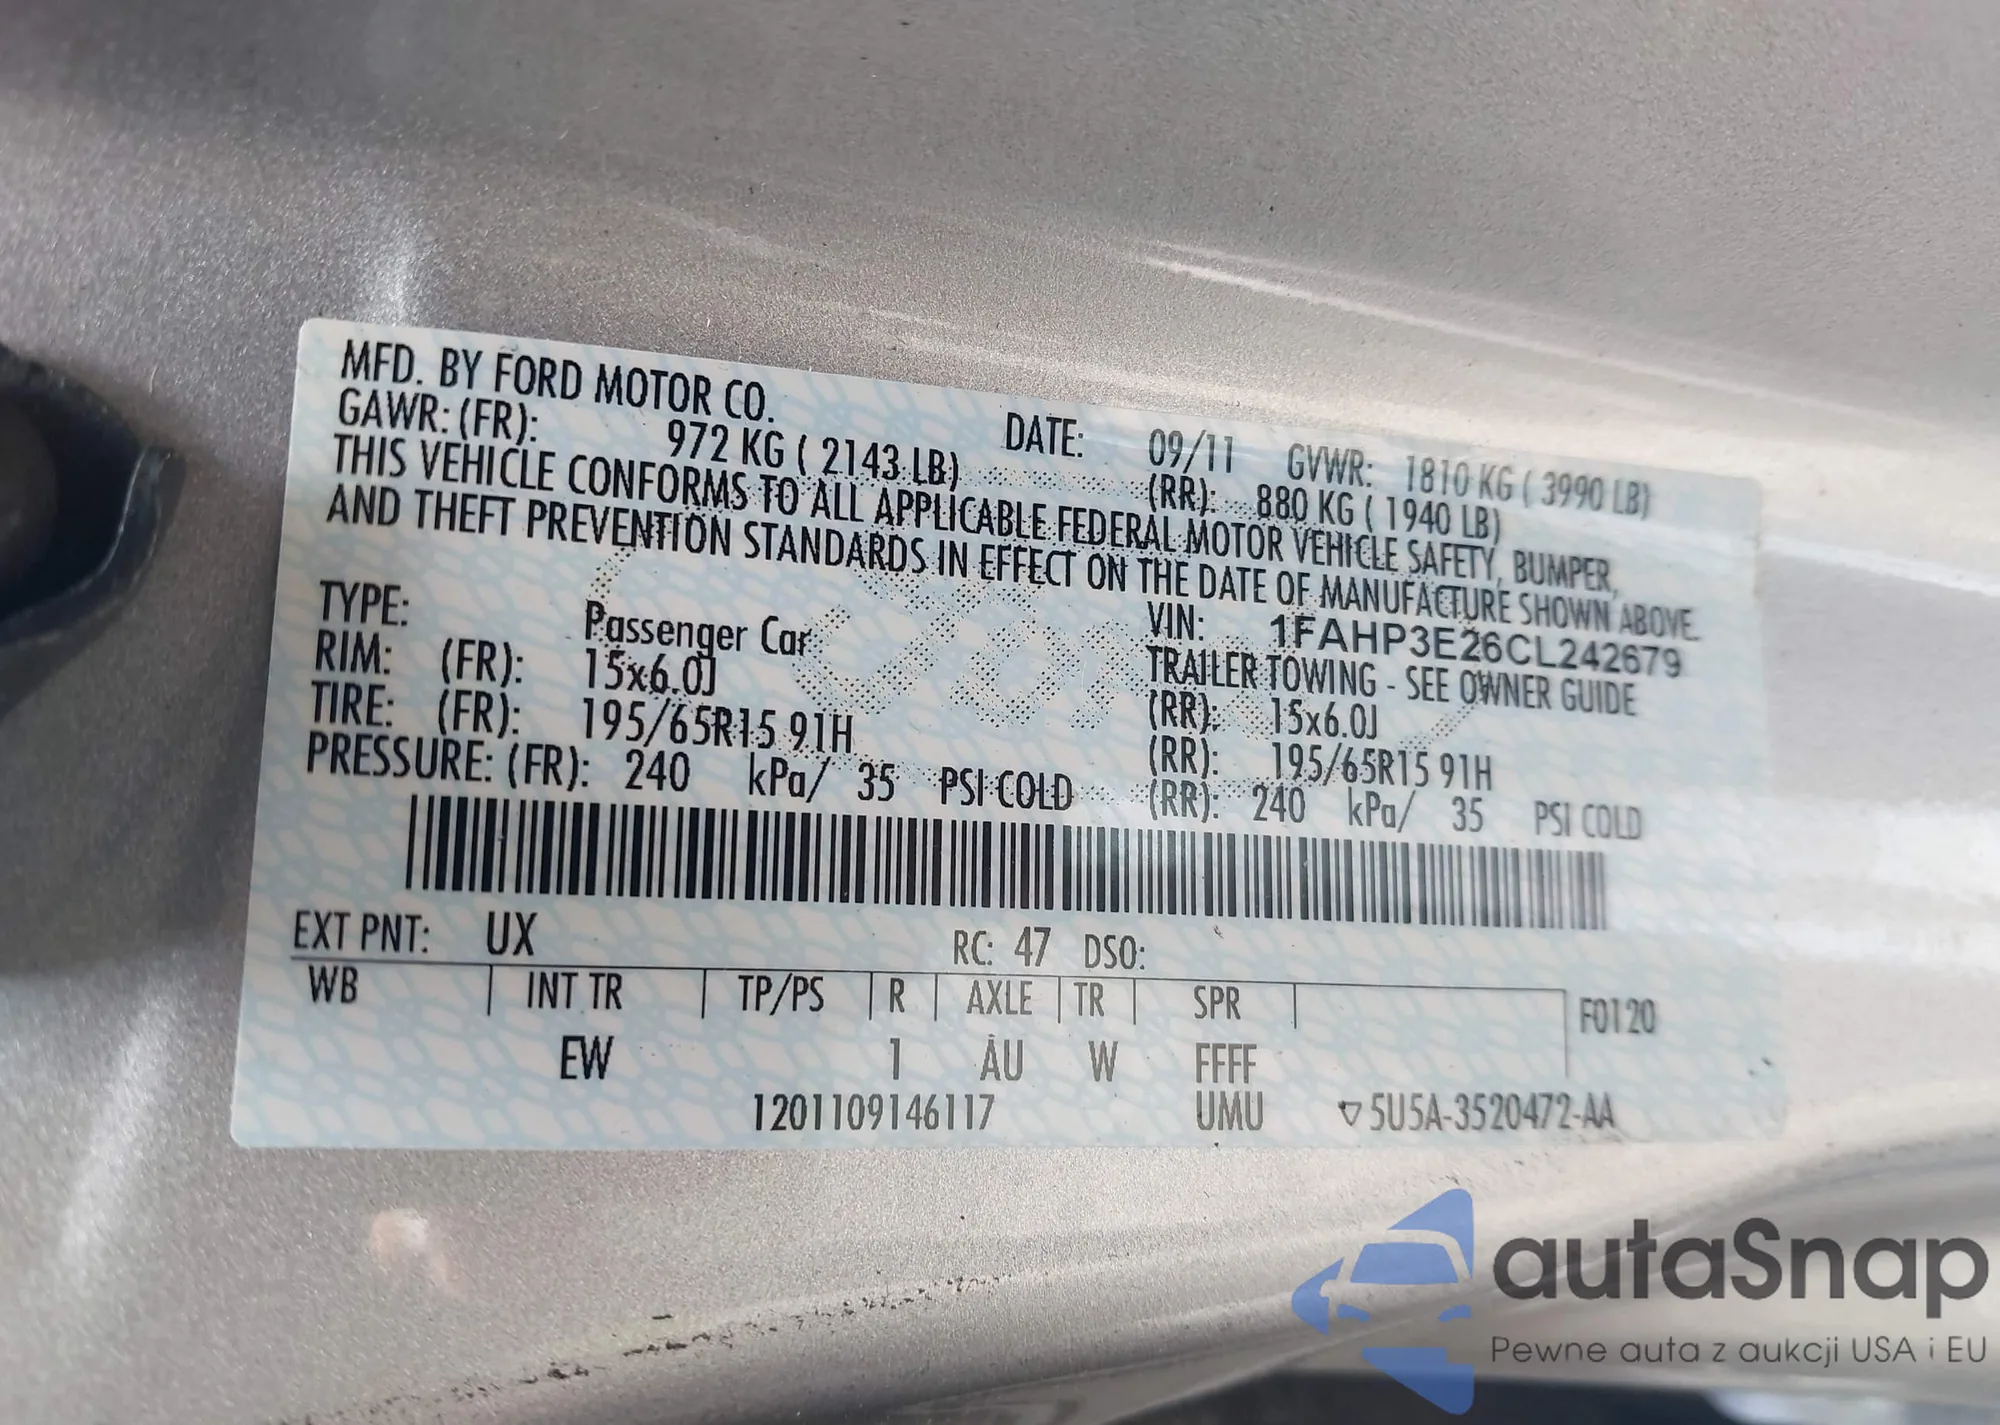 MFD. BY FORD MOTOR CO. DATE: 09/11 GVWR: 1810 KG ( 3990 LB)
GAWR: (FR): 972 KG ( 2143 LB) (RR): 880 KG ( 1940 LB)
THIS VEHICLE CONFORMS TO ALL APPLICABLE FEDERAL MOTOR VEHICLE SAFETY, BUMPER,
AND THEFT PREVENTION STANDARDS IN EFFECT ON THE DATE OF MANUFACTURE SHOWN ABOVE.
VIN: 1FAHP3E26CL242679
TYPE: Passenger Car TRAILER TOWING - SEE OWNER GUIDE
RIM: (FR): 15x6.0J (RR): 15x6.0J
TIRE: (FR): 195/65R15 91H (RR): 195/65R15 91H
PRESSURE: (FR): 240 kPa/ 35 PSI COLD (RR): 240 kPa/ 35 PSI COLD
EXT PNT: UX RC: 47 DSO:
WB INT TR TP/PS R AXLE TR SPR F0120
EW 1 AU W FFFF
1201109146117 UMU ▽5U5A-3520472-AA
autaSnap
Pewne auta z aukcji USA i EU